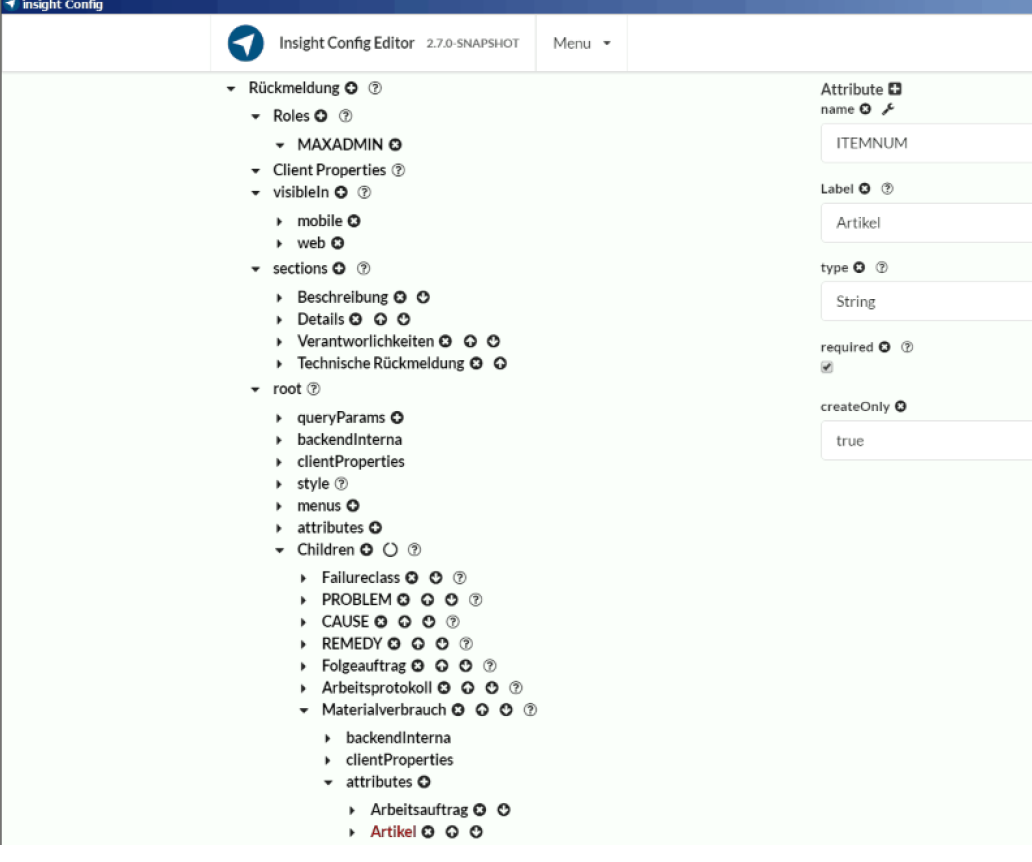 insight Config
Insight Config Editor 2.7.0-SNAPSHOT Menu
Rückmeldung
Roles
MAXADMIN
Client Properties
visibleIn
mobile
web
sections
Beschreibung
Details
Verantworlichkeiten
Technische Rückmeldung
root
queryParams
backendInterna
clientProperties
style
menus
attributes
Children
Failureclass
PROBLEM
CAUSE
REMEDY
Folgeauftrag
Arbeitsprotokoll
Materialverbrauch
backendInterna
clientProperties
attributes
Arbeitsauftrag
Artikel
Attribute
name
ITEMNUM
Label
Artikel
type
String
required
createOnly
true